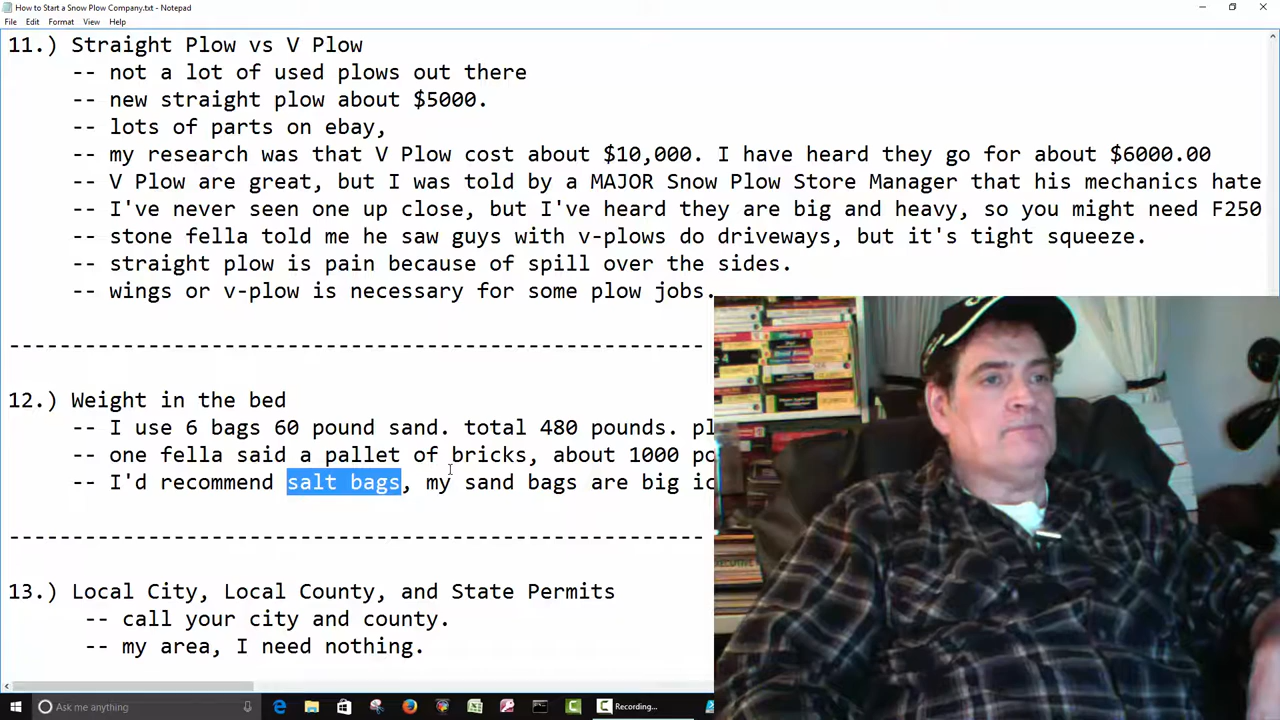 How to Start a Snow Plow Company.txt - Notepad
File Edit Format View Help
11.) Straight Plow vs V Plow
-- not a lot of used plows out there
-- new straight plow about $5000.
-- lots of parts on ebay,
-- my research was that V Plow cost about $10,000. I have heard they go for about $6000.00
-- V Plow are great, but I was told by a MAJOR Snow Plow Store Manager that his mechanics hate
-- I've never seen one up close, but I've heard they are big and heavy, so you might need F250
-- stone fella told me he saw guys with v-plows do driveways, but it's tight squeeze.
-- straight plow is pain because of spill over the sides.
-- wings or v-plow is necessary for some plow jobs.
------------------------------------------------------
12.) Weight in the bed
-- I use 6 bags 60 pound sand. total 480 pounds. pl
-- one fella said a pallet of bricks, about 1000 po
-- I'd recommend salt bags, my sand bags are big ic
------------------------------------------------------
13.) Local City, Local County, and State Permits
-- call your city and county.
-- my area, I need nothing.
Ask me anything
Recording...